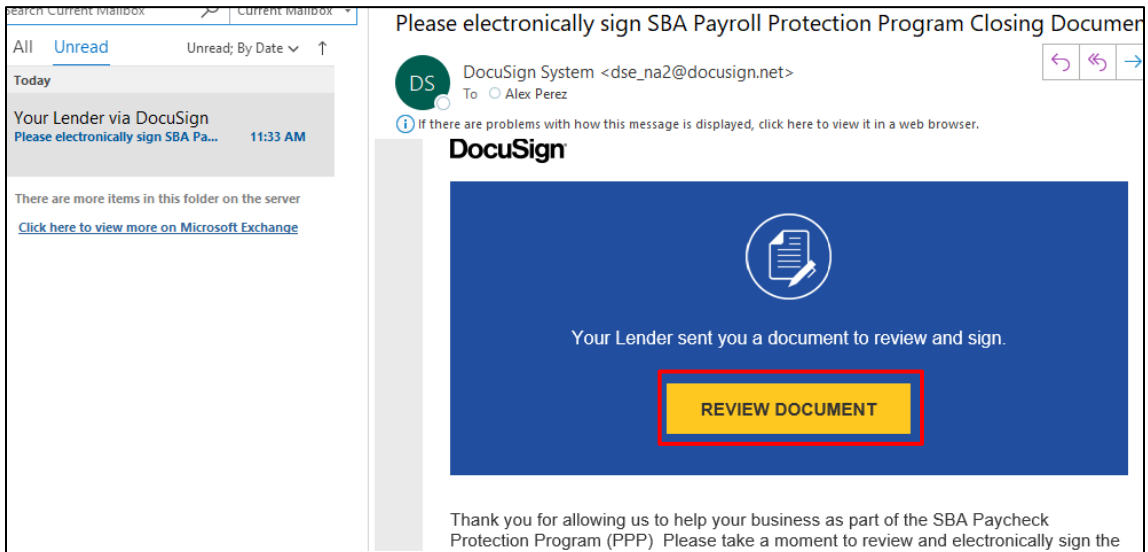 Search Current Mailbox Current Mailbox
All Unread Unread; By Date ↑
Today
Your Lender via DocuSign
Please electronically sign SBA Pa... 11:33 AM
There are more items in this folder on the server
Click here to view more on Microsoft Exchange
Please electronically sign SBA Payroll Protection Program Closing Documen
DS
DocuSign System <dse_na2@docusign.net>
To Alex Perez
If there are problems with how this message is displayed, click here to view it in a web browser.
DocuSign
Your Lender sent you a document to review and sign.
REVIEW DOCUMENT
Thank you for allowing us to help your business as part of the SBA Paycheck
Protection Program (PPP) Please take a moment to review and electronically sign the